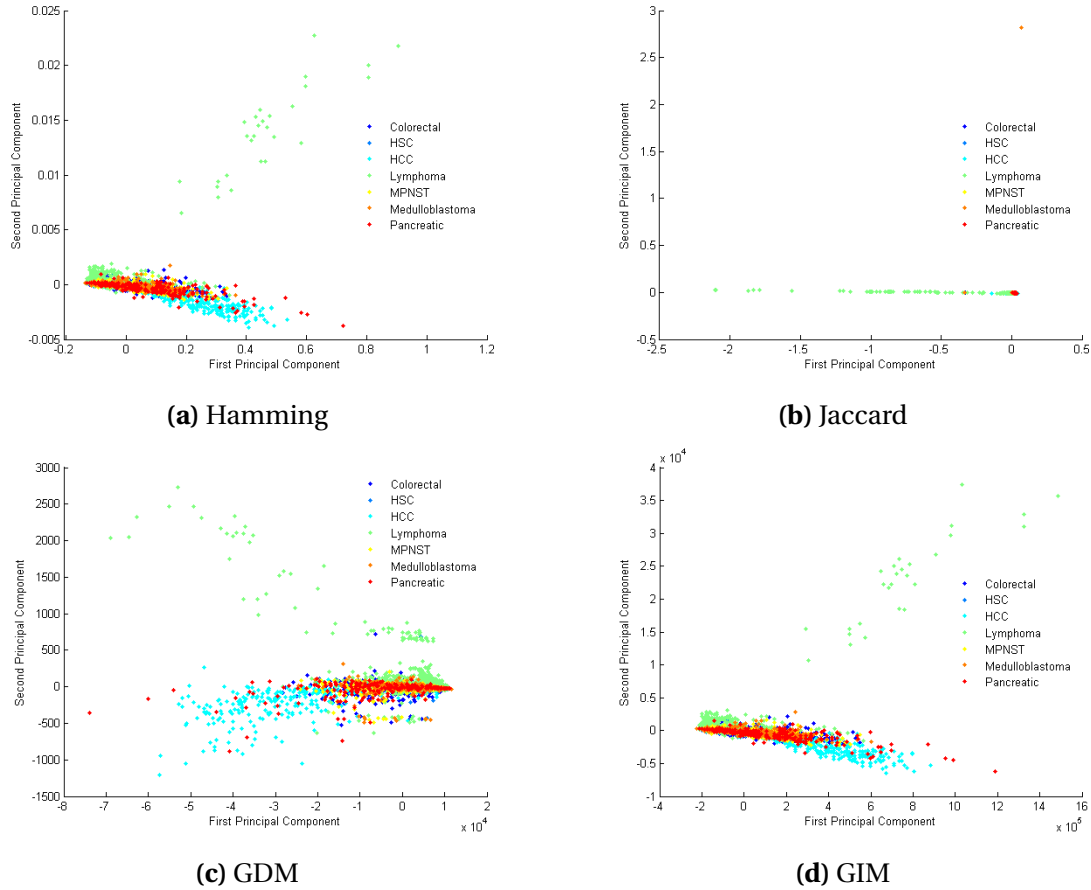 0.025
0.02
0.015
0.01
0.005
0
-0.005
-0.2
0
0.2
0.4
0.6
0.8
1
1.2
Second Principal Component
First Principal Component
Colorectal
HSC
HCC
Lymphoma
MPNST
Medulloblastoma
Pancreatic
(a) Hamming
3
2.5
2
1.5
1
0.5
0
-0.5
-2.5
-2
-1.5
-1
-0.5
0
0.5
Second Principal Component
First Principal Component
Colorectal
HSC
HCC
Lymphoma
MPNST
Medulloblastoma
Pancreatic
(b) Jaccard
3000
2500
2000
1500
1000
500
0
-500
-1000
-1500
-8
-7
-6
-5
-4
-3
-2
-1
0
1
2
x 10^4
Second Principal Component
First Principal Component
Colorectal
HSC
HCC
Lymphoma
MPNST
Medulloblastoma
Pancreatic
(c) GDM
x 10^4
4
3.5
3
2.5
2
1.5
1
0.5
0
-0.5
-1
-4
-2
0
2
4
6
8
10
12
14
16
x 10^5
Second Principal Component
First Principal Component
Colorectal
HSC
HCC
Lymphoma
MPNST
Medulloblastoma
Pancreatic
(d) GIM